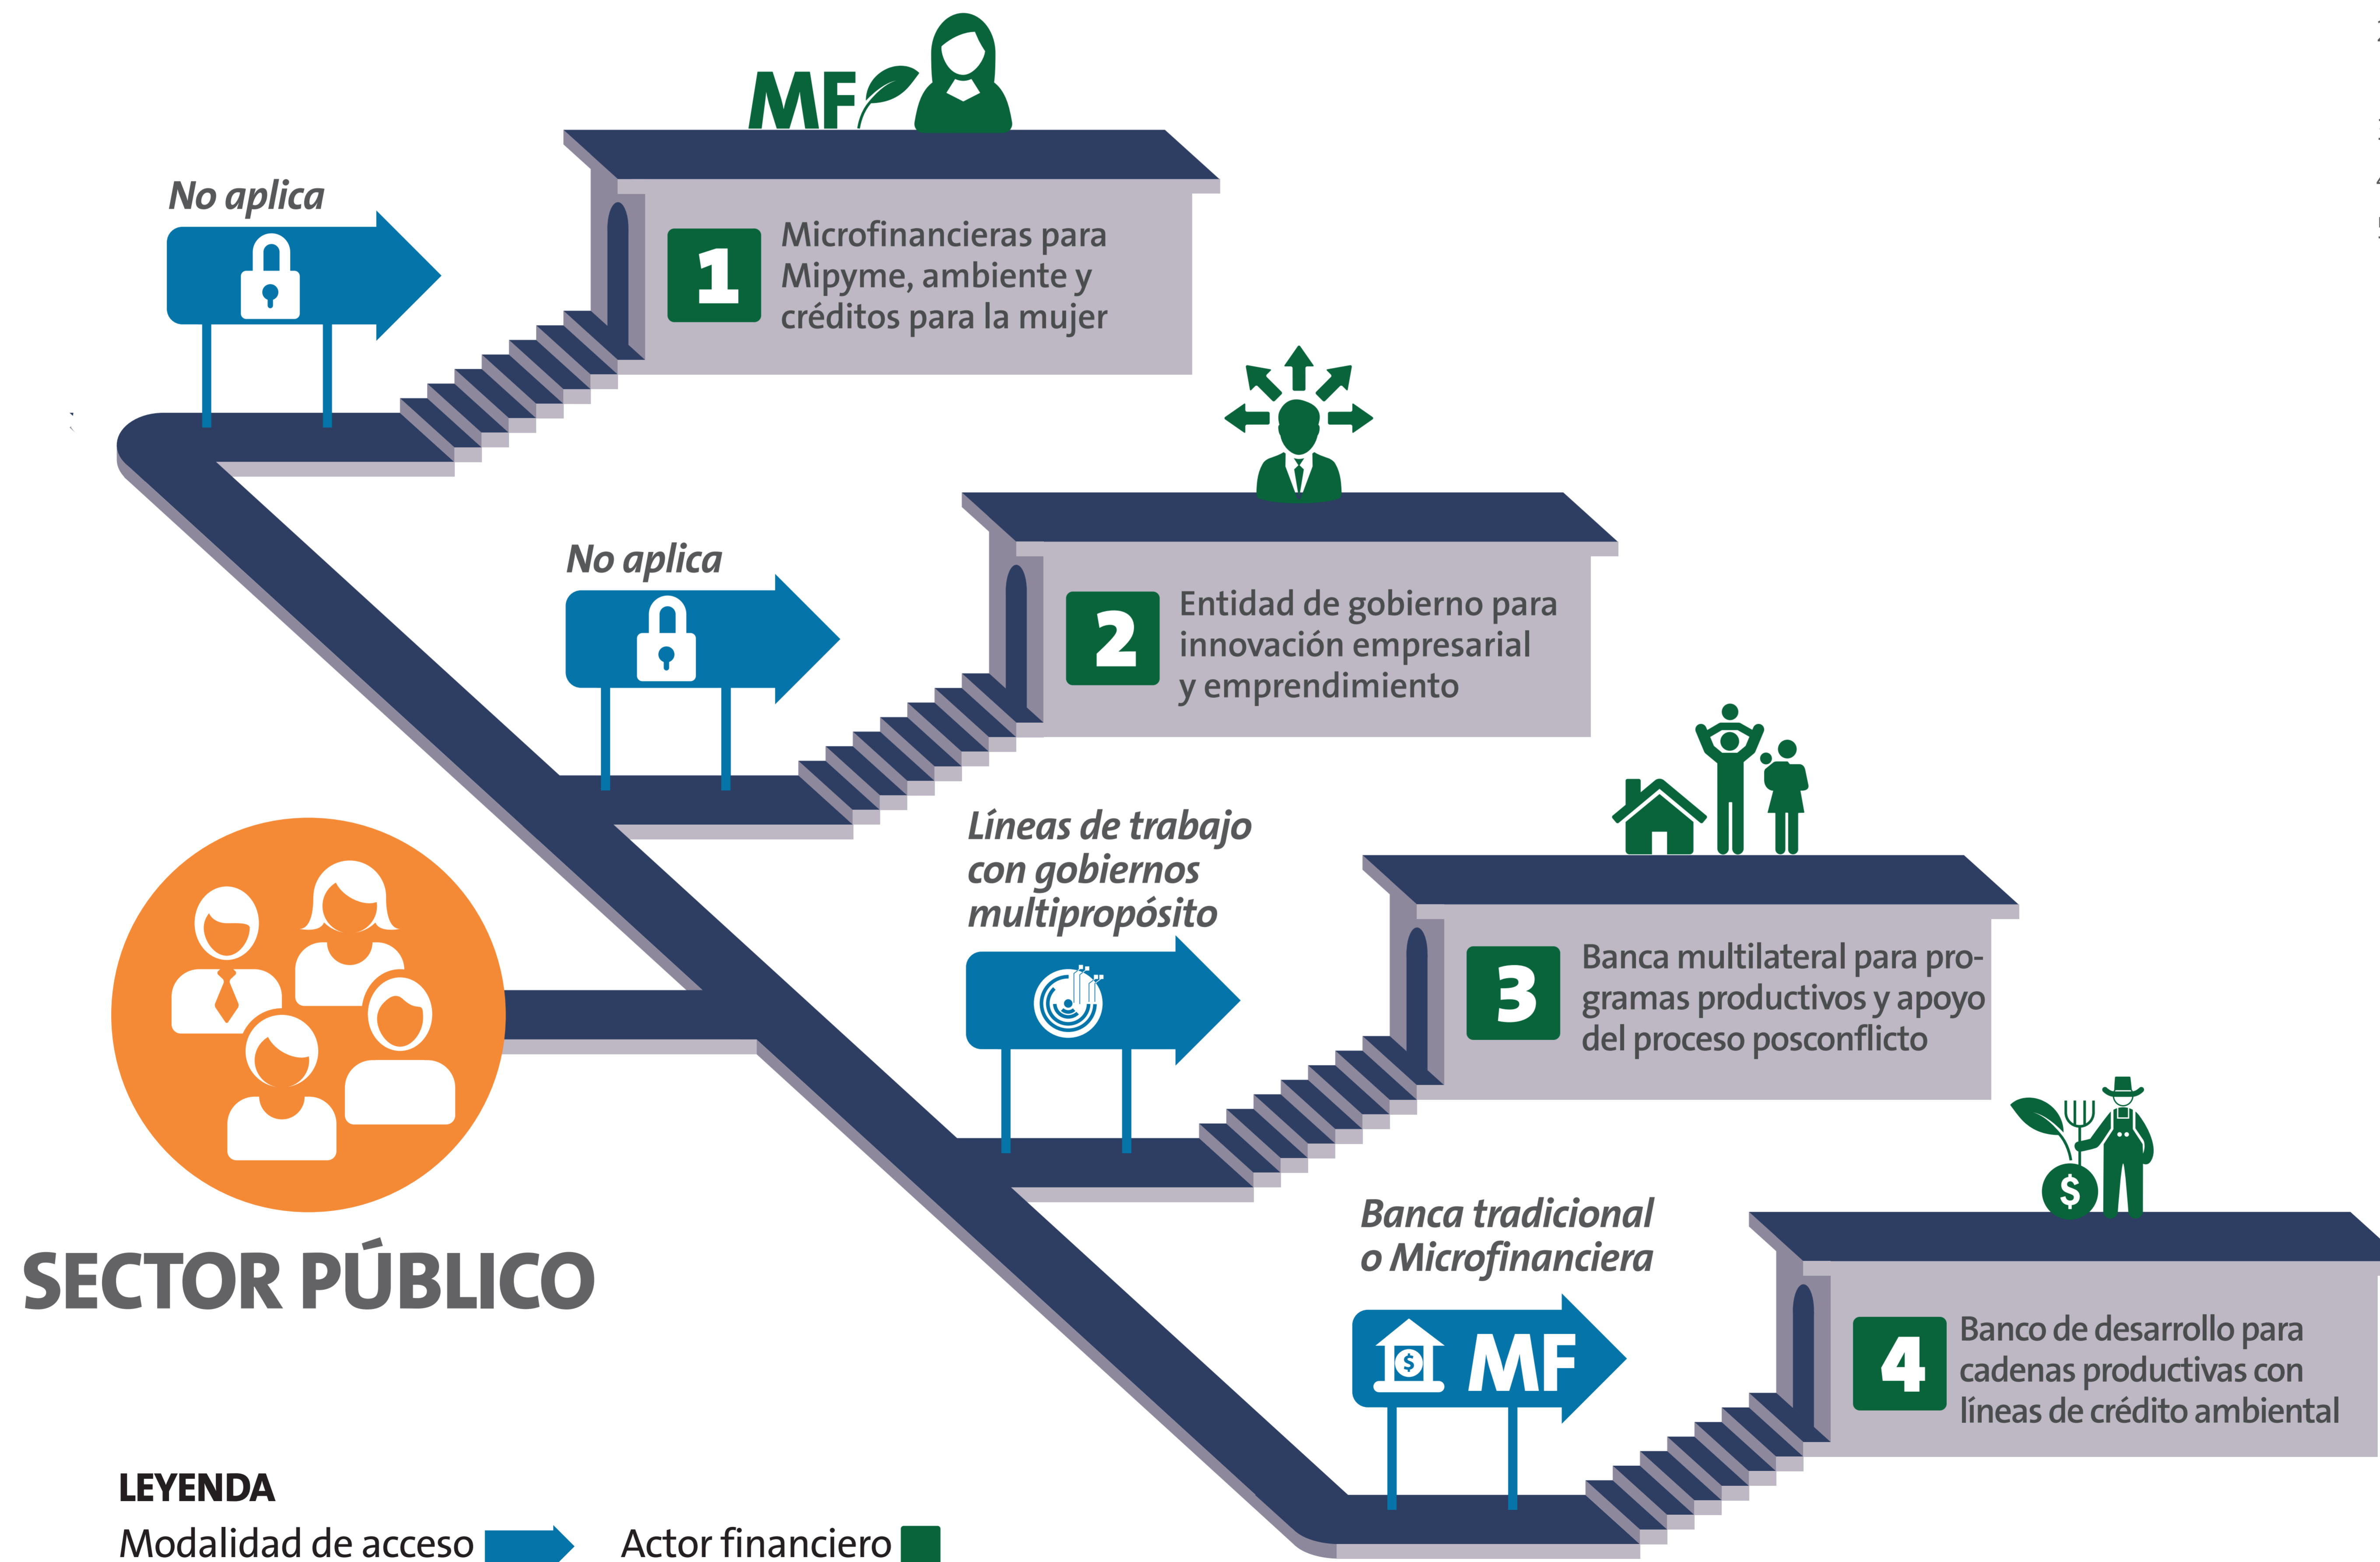 MF
No aplica
1
Microfinancieras para
Mipyme, ambiente y
créditos para la mujer
No aplica
2
Entidad de gobierno para
innovación empresarial
y emprendimiento
Líneas de trabajo
con gobiernos
multipropósito
3
Banca multilateral para pro-
gramas productivos y apoyo
del proceso posconflicto
$
Banca tradicional
o Microfinanciera
$
MF
4
Banco de desarrollo para
cadenas productivas con
líneas de crédito ambiental
SECTOR PÚBLICO
LEYENDA
Modalidad de acceso
Actor financiero